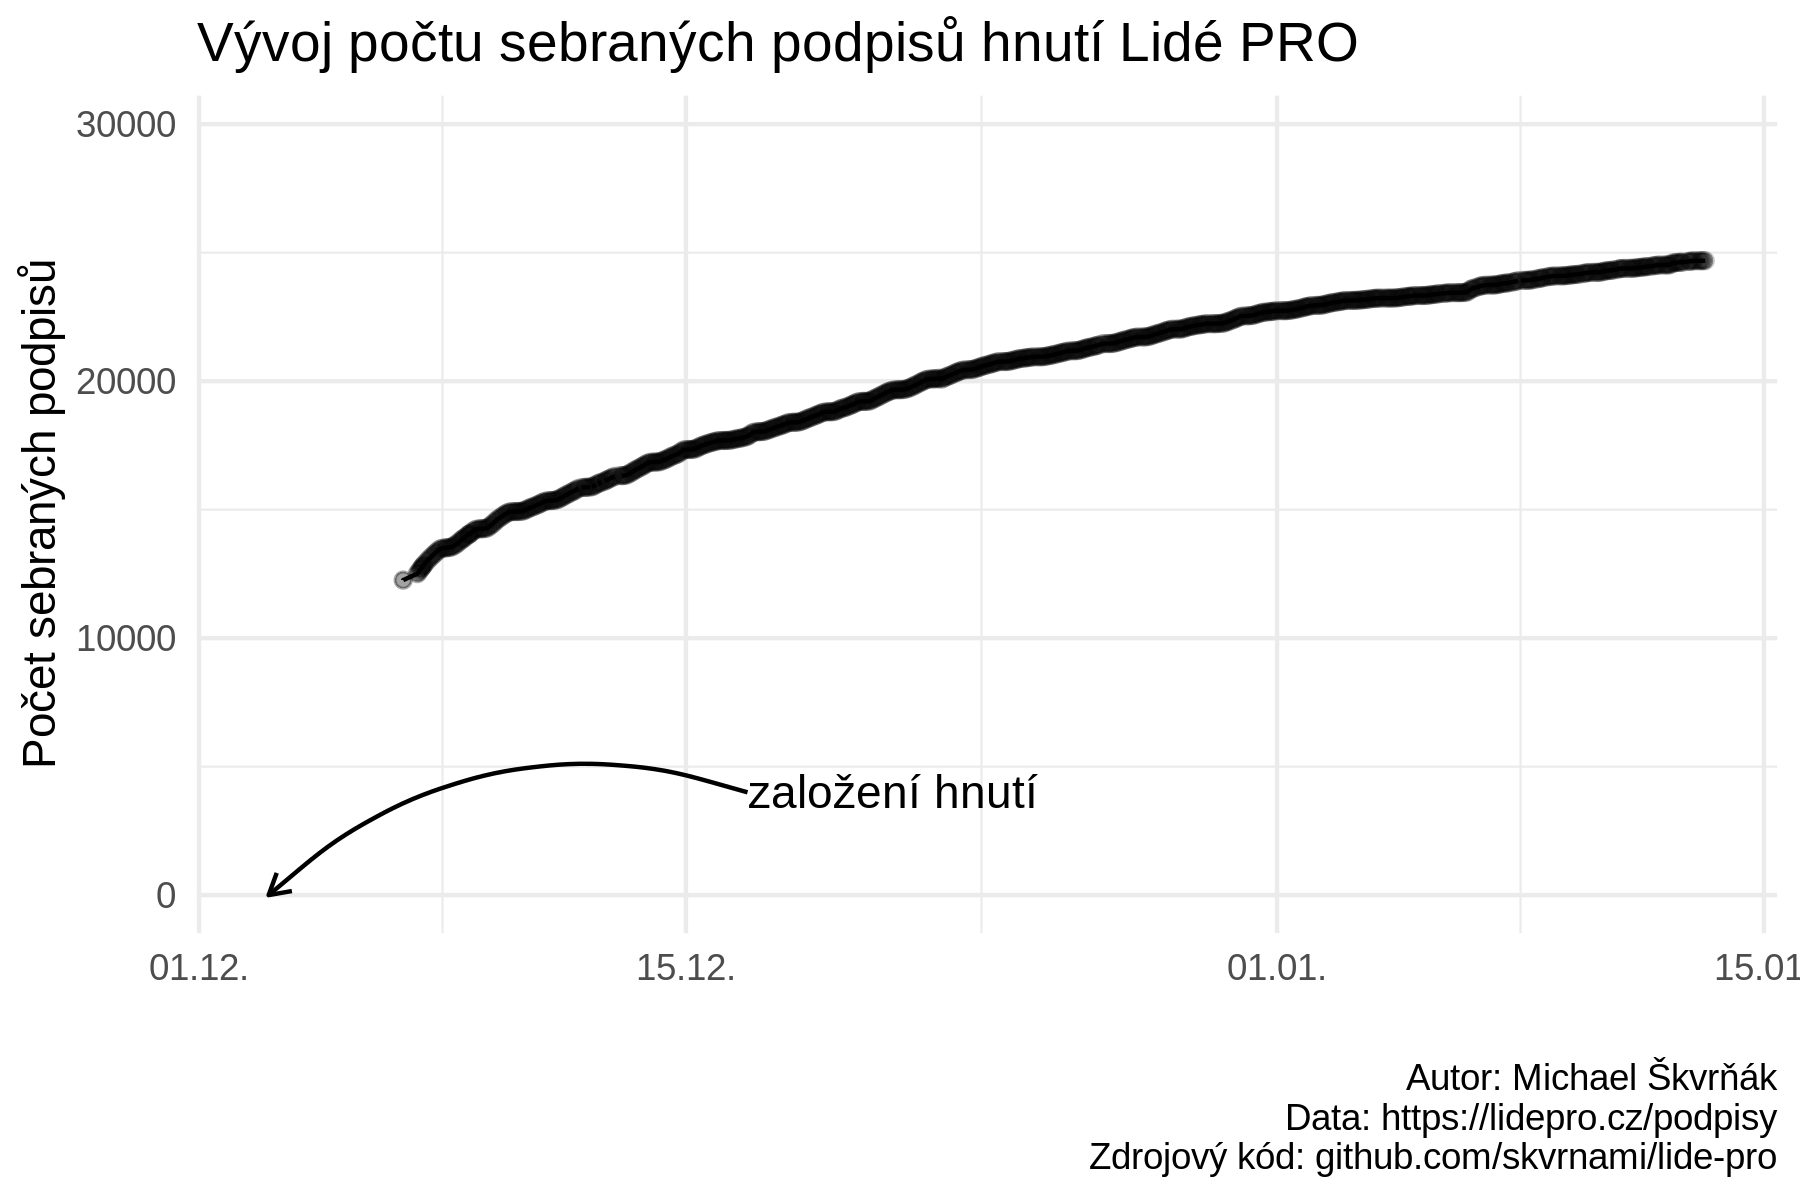 Vývoj počtu sebraných podpisů hnutí Lidé PRO
Počet sebraných podpisů
30000
20000
10000
0
založení hnutí
01.12.
15.12.
01.01.
15.01
Autor: Michael Škvrňák
Data: https://lidepro.cz/podpisy
Zdrojový kód: github.com/skvrnami/lide-pro